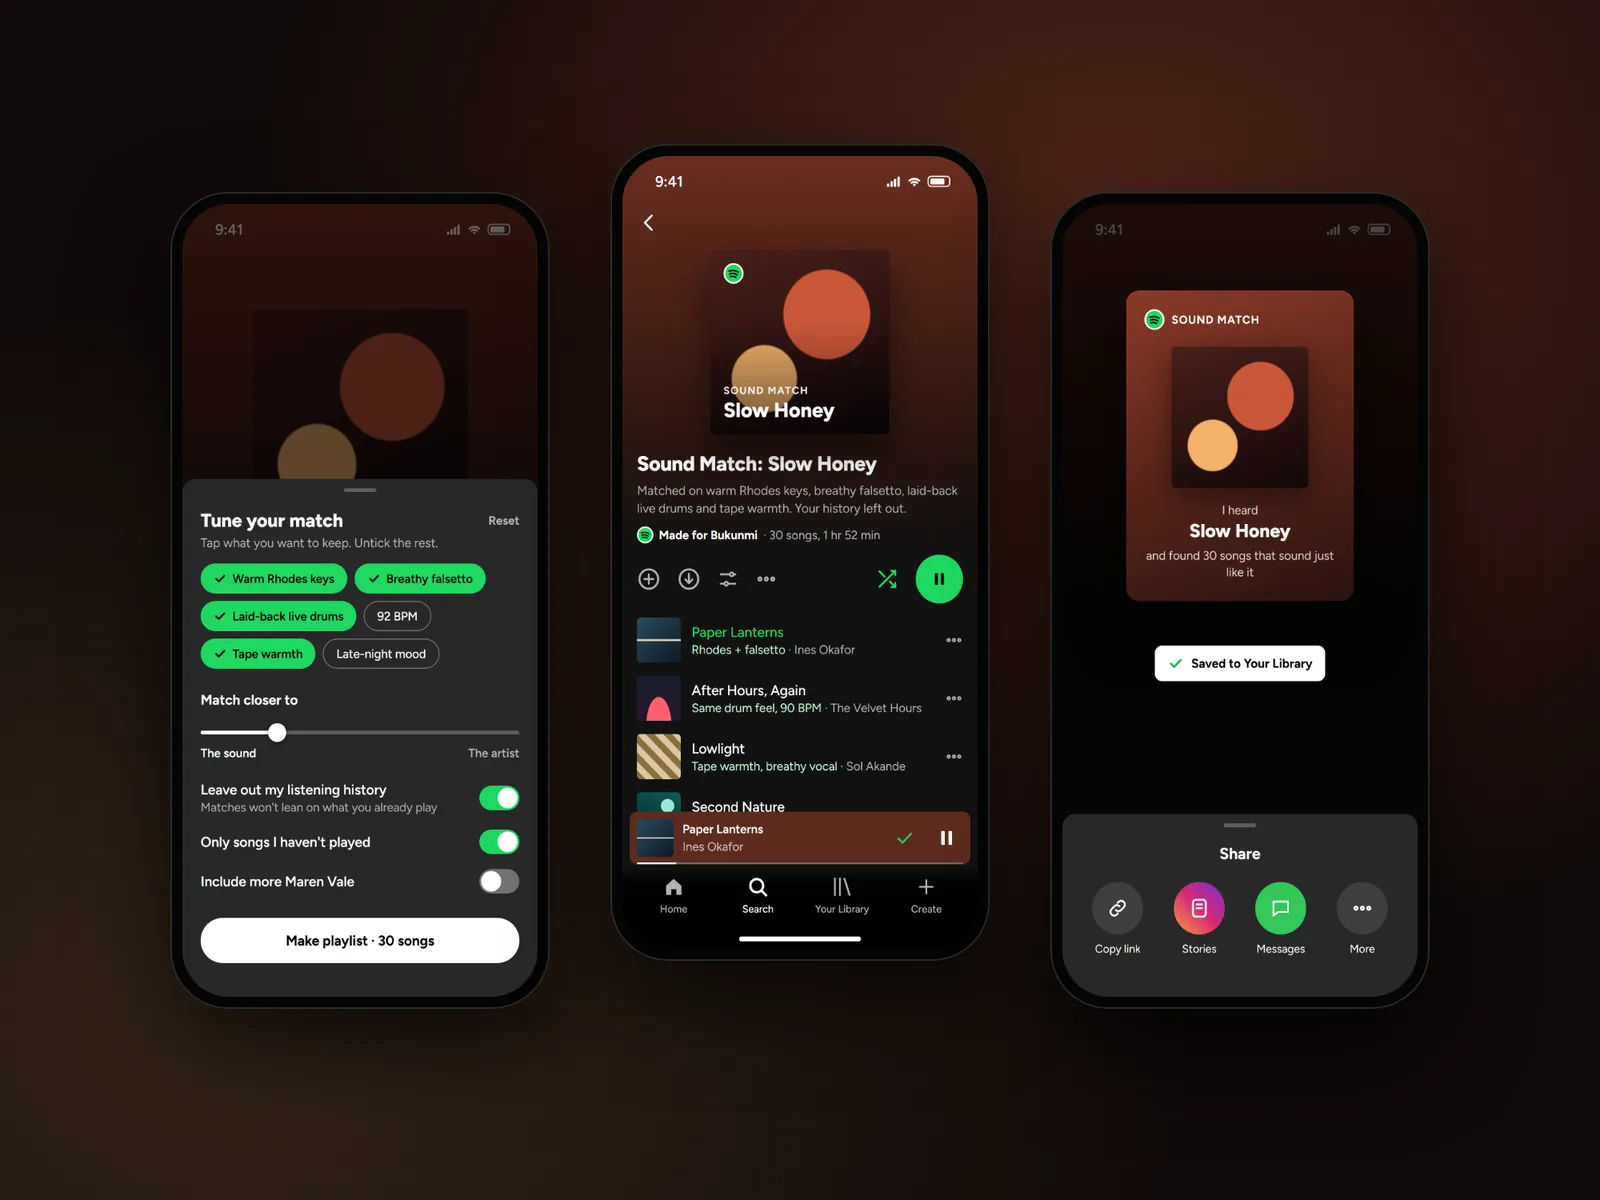 9:41
Tune your match
Reset
Tap what you want to keep. Untick the rest.
Warm Rhodes keys
Breathy falsetto
Laid-back live drums
92 BPM
Tape warmth
Late-night mood
Match closer to
The sound
The artist
Leave out my listening history
Matches won't lean on what you already play
Only songs I haven't played
Include more Maren Vale
Make playlist · 30 songs
9:41
SOUND MATCH
Slow Honey
Sound Match: Slow Honey
Matched on warm Rhodes keys, breathy falsetto, laid-back
live drums and tape warmth. Your history left out.
Made for Bukunmi · 30 songs, 1 hr 52 min
Paper Lanterns
Rhodes + falsetto · Ines Okafor
After Hours, Again
Same drum feel, 90 BPM · The Velvet Hours
Lowlight
Tape warmth, breathy vocal · Sol Akande
Second Nature
Paper Lanterns
Ines Okafor
Home
Search
Your Library
Create
9:41
SOUND MATCH
I heard
Slow Honey
and found 30 songs that sound just
like it
Saved to Your Library
Share
Copy link
Stories
Messages
More